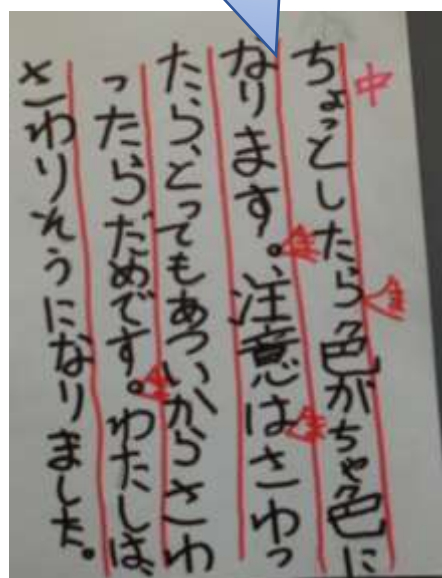 中
ちょっとしたら色がちゃ色に
なります。注意はさわっ
たら、とってもあついからさわ
ったらだめです。わたしは、
さわりそうになりました。